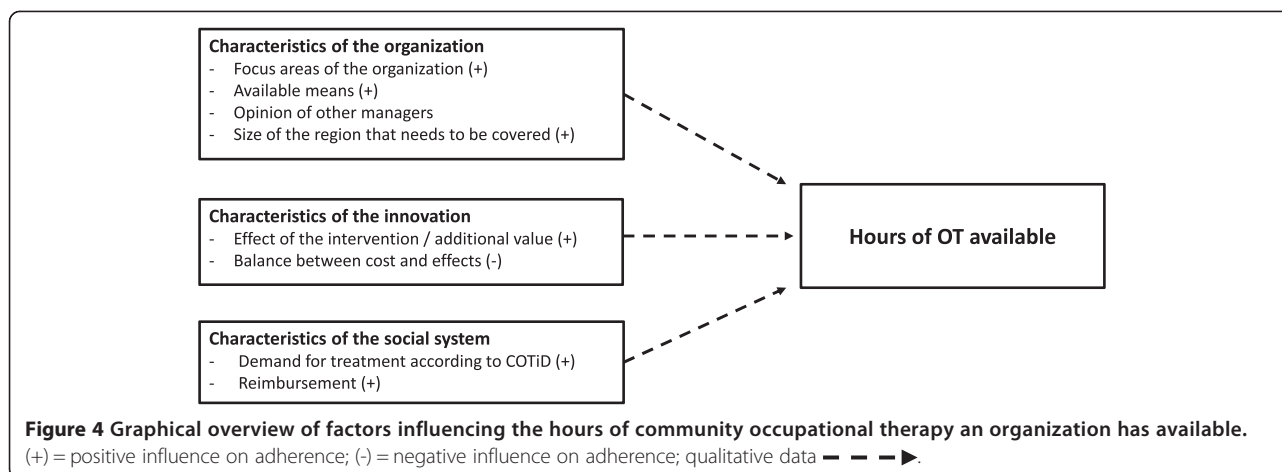 Characteristics of the organization
- Focus areas of the organization (+)
- Available means (+)
- Opinion of other managers
- Size of the region that needs to be covered (+)
Characteristics of the innovation
- Effect of the intervention / additional value (+)
- Balance between cost and effects (-)
Hours of OT available
Characteristics of the social system
- Demand for treatment according to COTiD (+)
- Reimbursement (+)
Figure 4 Graphical overview of factors influencing the hours of community occupational therapy an organization has available.
(+) = positive influence on adherence; (-) = negative influence on adherence; qualitative data